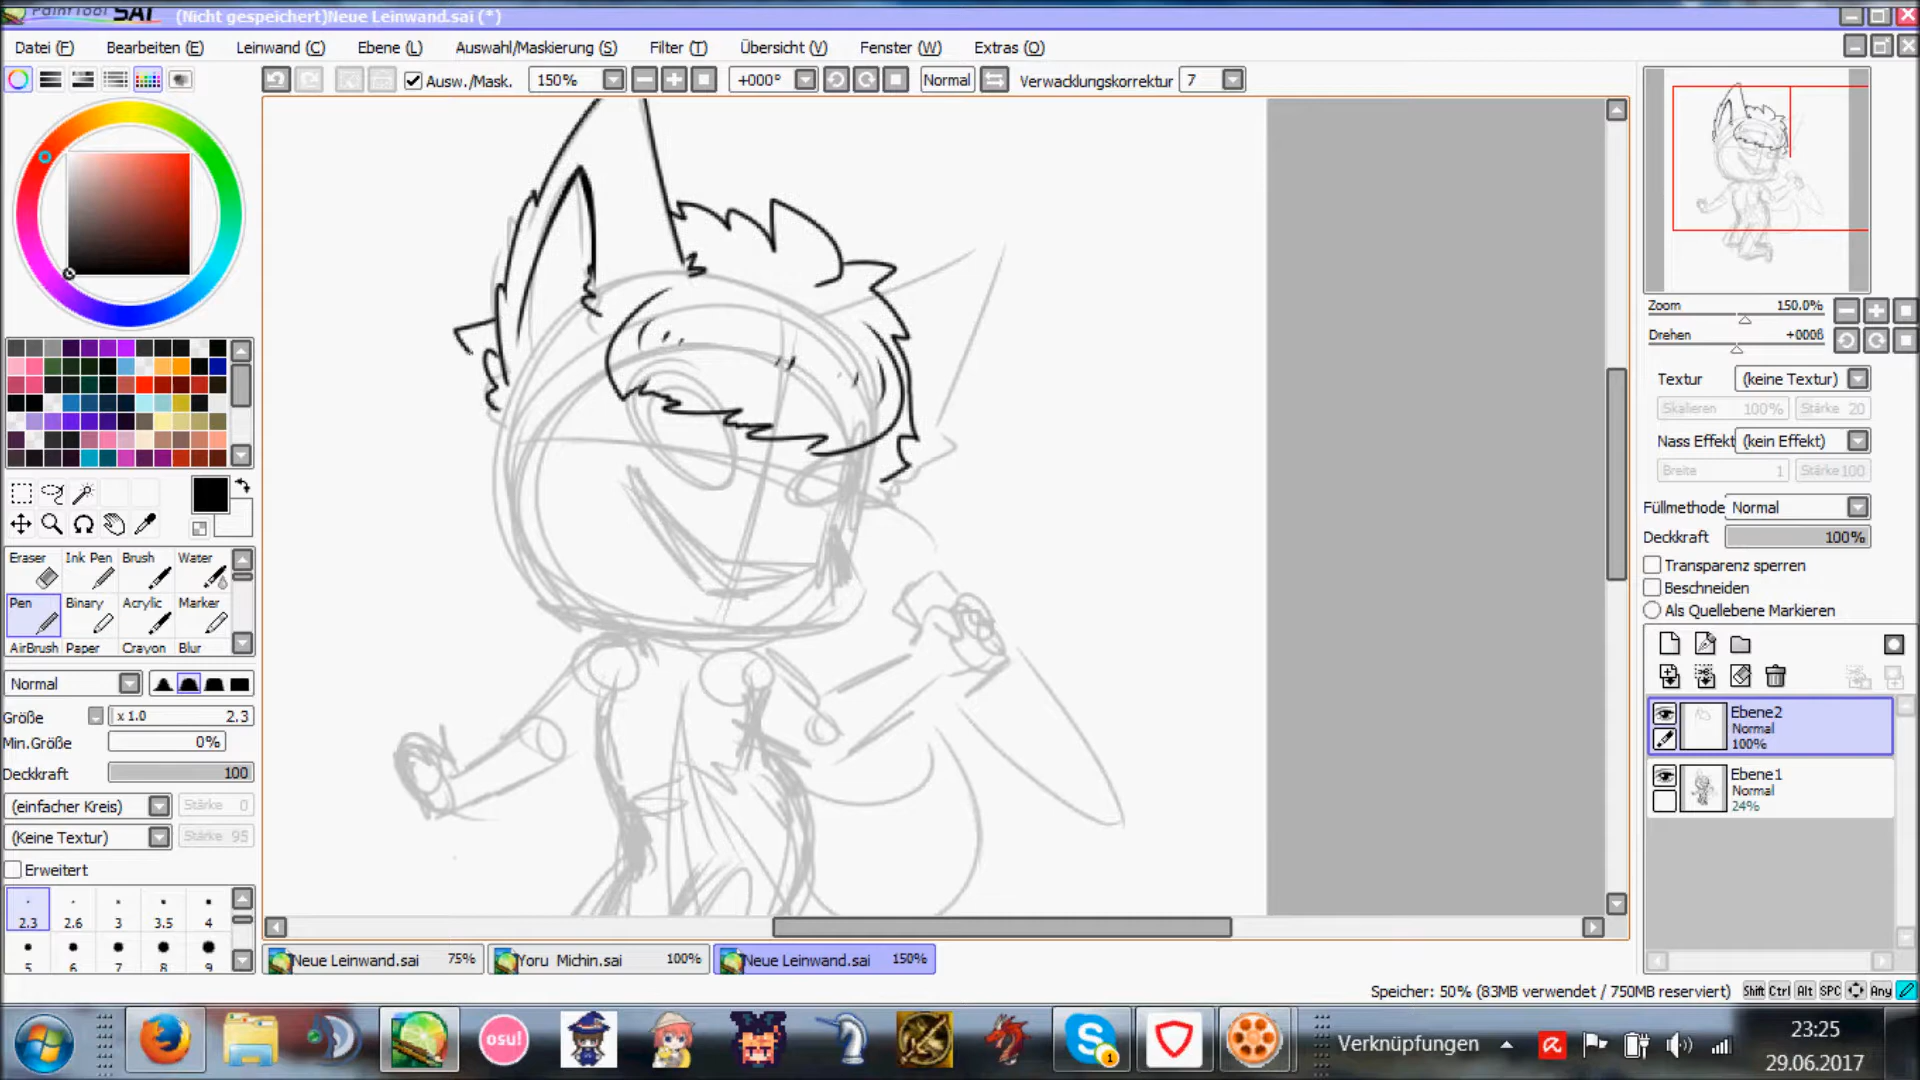 PaintTool SAI (Nicht gespeichert)Neue Leinwand.sai (*)
Datei (F) Bearbeiten (E) Leinwand (C) Ebene (L) Auswahl/Maskierung (S) Filter (T) Übersicht (V) Fenster (W) Extras (O)
Ausw./Mask. 150% +000° Normal Verwacklungskorrektur 7
Zoom 150.0%
Drehen +000ß
Textur (keine Textur)
Skalieren 100% Stärke 20
Nass Effekt (kein Effekt)
Breite 1 Stärke 100
Füllmethode Normal
Deckkraft 100%
Transparenz sperren
Beschneiden
Als Quellebene Markieren
Ebene2
Normal
100%
Ebene1
Normal
24%
Eraser Ink Pen Brush Water
Pen Binary Acrylic Marker
AirBrush Paper Crayon Blur
Normal
Größe x 1.0 2.3
Min.Größe 0%
Deckkraft 100
(einfacher Kreis) Stärke 0
(Keine Textur) Stärke 95
Erweitert
2.3 2.6 3 3.5 4
5 6 7 8 9
Neue Leinwand.sai 75% Yoru Michin.sai 100% Neue Leinwand.sai 150%
Speicher: 50% (83MB verwendet / 750MB reserviert) Shift Ctrl Alt SPC Any
osu! S 1 Verknüpfungen 23:25
29.06.2017